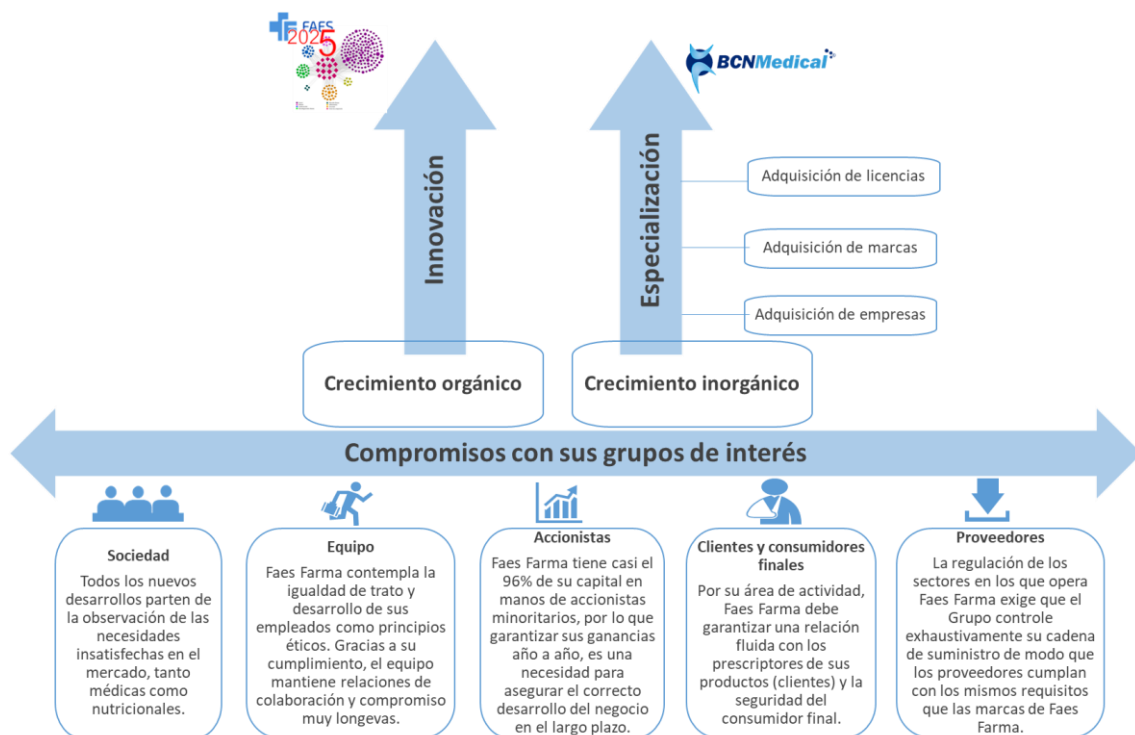 FAES
2025
BCNMedical
Innovación
Especialización
Adquisición de licencias
Adquisición de marcas
Adquisición de empresas
Crecimiento orgánico
Crecimiento inorgánico
Compromisos con sus grupos de interés
Sociedad
Todos los nuevos
desarrollos parten de
la observación de las
necesidades
insatisfechas en el
mercado, tanto
médicas como
nutricionales.
Equipo
Faes Farma contempla la
igualdad de trato y
desarrollo de sus
empleados como principios
éticos. Gracias a su
cumplimiento, el equipo
mantiene relaciones de
colaboración y compromiso
muy longevas.
Accionistas
Faes Farma tiene casi el
96% de su capital en
manos de accionistas
minoritarios, por lo que
garantizar sus ganancias
año a año, es una
necesidad para
asegurar el correcto
desarrollo del negocio
en el largo plazo.
Clientes y consumidores
finales
Por su área de actividad,
Faes Farma debe
garantizar una relación
fluida con los
prescriptores de sus
productos (clientes) y la
seguridad del
consumidor final.
Proveedores
La regulación de los
sectores en los que opera
Faes Farma exige que el
Grupo controle
exhaustivamente su cadena
de suministro de modo que
los proveedores cumplan
con los mismos requisitos
que las marcas de Faes
Farma.